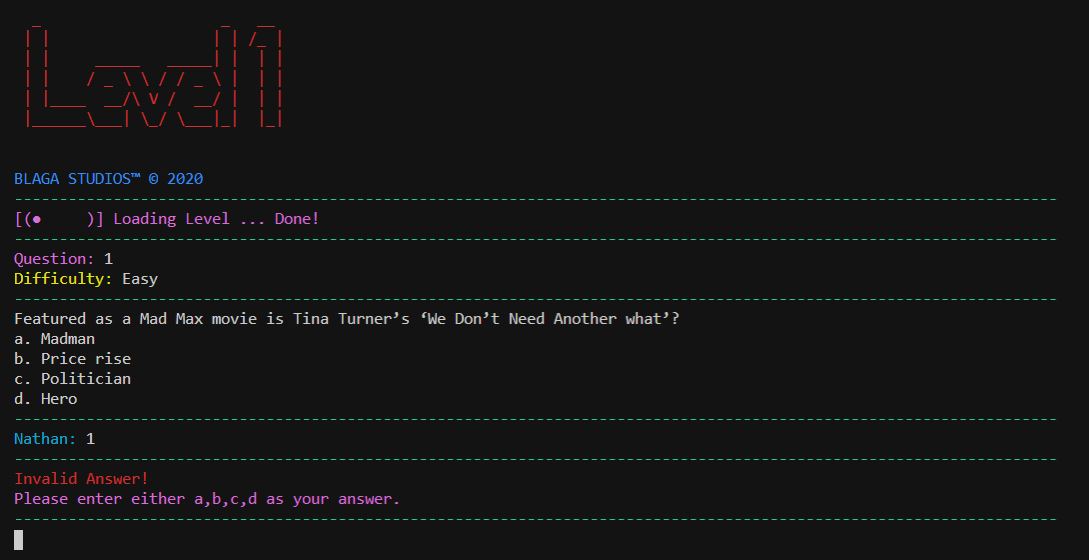 Level 1
BLAGA STUDIOS™ © 2020
[(●     )] Loading Level ... Done!
Question: 1
Difficulty: Easy
Featured as a Mad Max movie is Tina Turner’s ‘We Don’t Need Another what’?
a. Madman
b. Price rise
c. Politician
d. Hero
Nathan: 1
Invalid Answer!
Please enter either a,b,c,d as your answer.